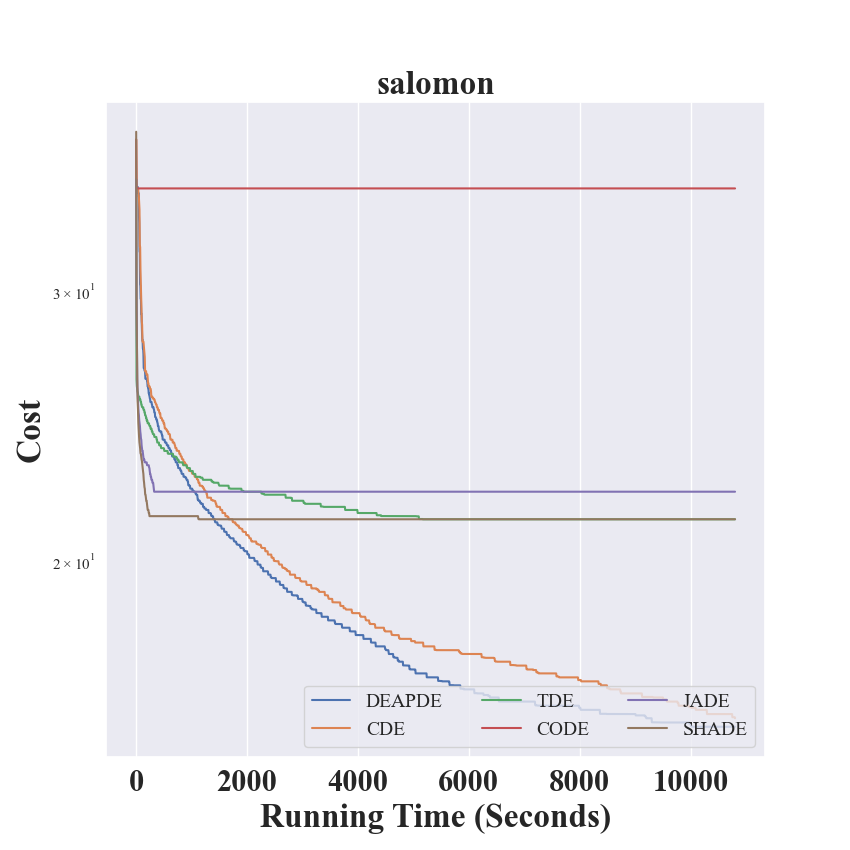 salomon
3 × 10¹
2 × 10¹
Cost
DEAPDE TDE JADE
CDE CODE SHADE
0 2000 4000 6000 8000 10000
Running Time (Seconds)